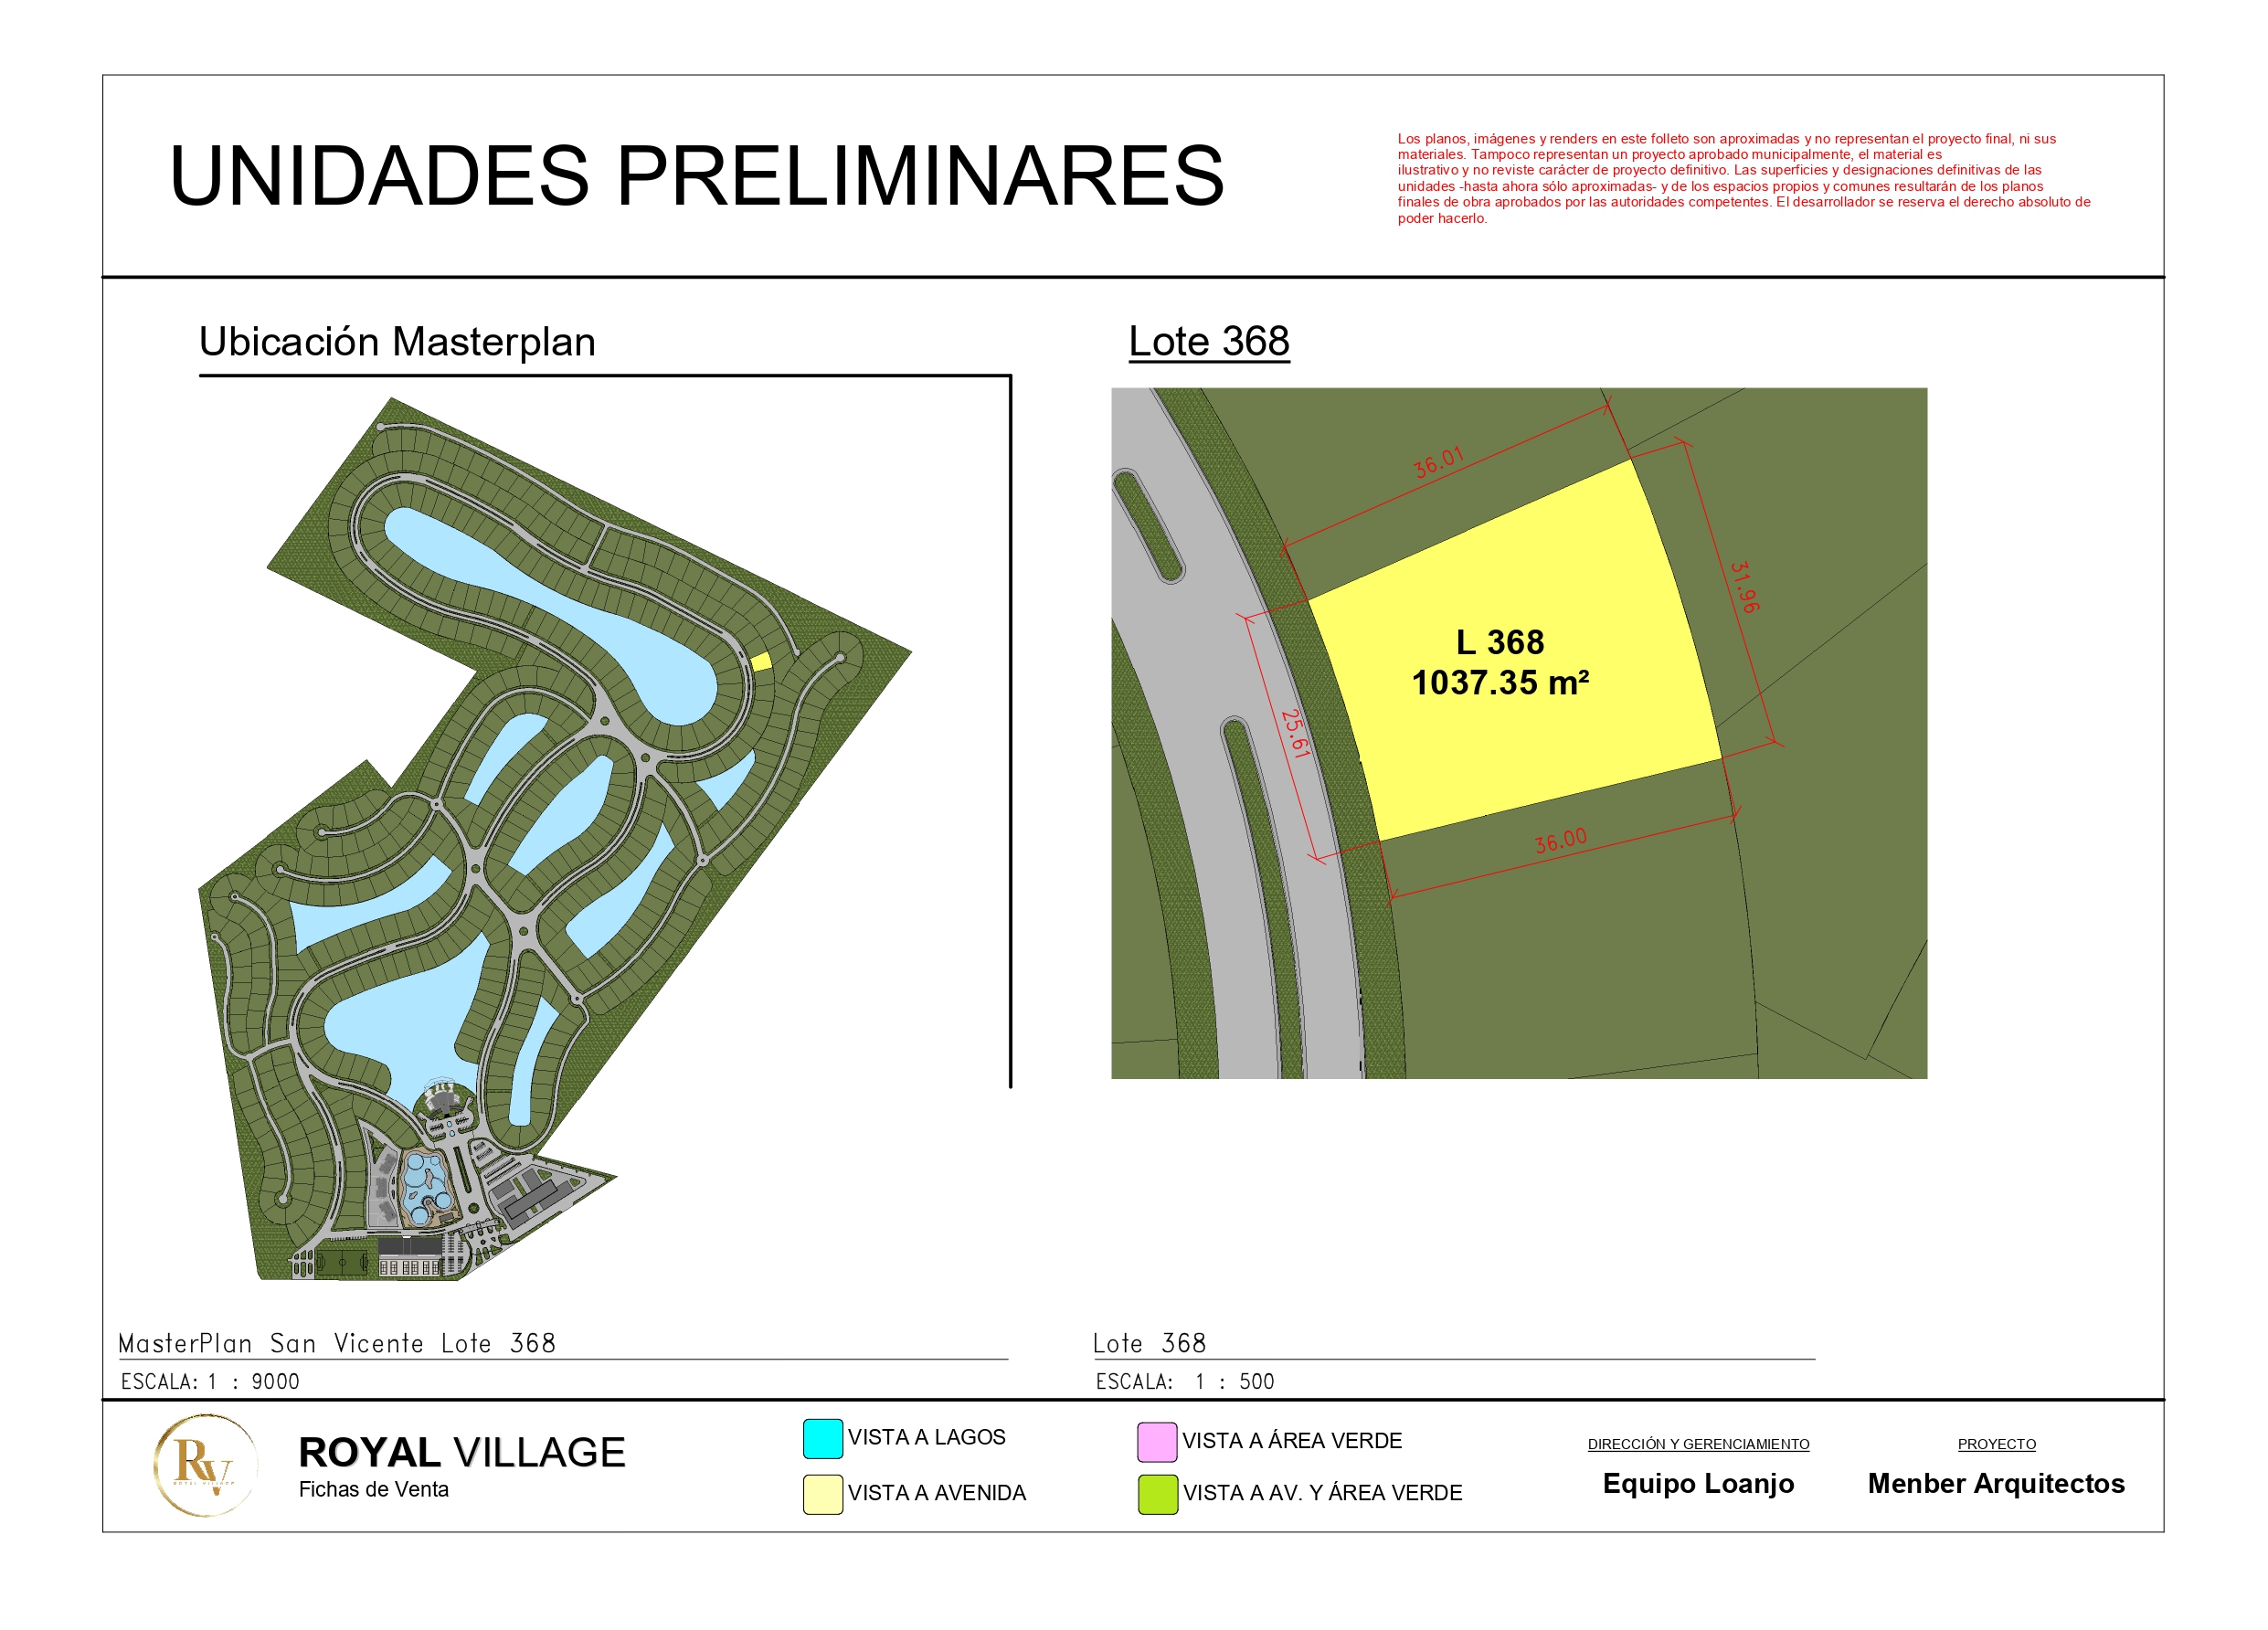 UNIDADES PRELIMINARES
Los planos, imágenes y renders en este folleto son aproximadas y no representan el proyecto final, ni sus
materiales. Tampoco representan un proyecto aprobado municipalmente, el material es
ilustrativo y no reviste carácter de proyecto definitivo. Las superficies y designaciones definitivas de las
unidades -hasta ahora sólo aproximadas- y de los espacios propios y comunes resultarán de los planos
finales de obra aprobados por las autoridades competentes. El desarrollador se reserva el derecho absoluto de
poder hacerlo.
Ubicación Masterplan
Lote 368
36.01
31.96
L 368
1037.35 m²
25.61
36.00
MasterPlan San Vicente Lote 368
ESCALA: 1 : 9000
Lote 368
ESCALA: 1 : 500
RV
ROYAL VILLAGE
ROYAL VILLAGE
Fichas de Venta
VISTA A LAGOS
VISTA A AVENIDA
VISTA A ÁREA VERDE
VISTA A AV. Y ÁREA VERDE
DIRECCIÓN Y GERENCIAMIENTO
Equipo Loanjo
PROYECTO
Menber Arquitectos